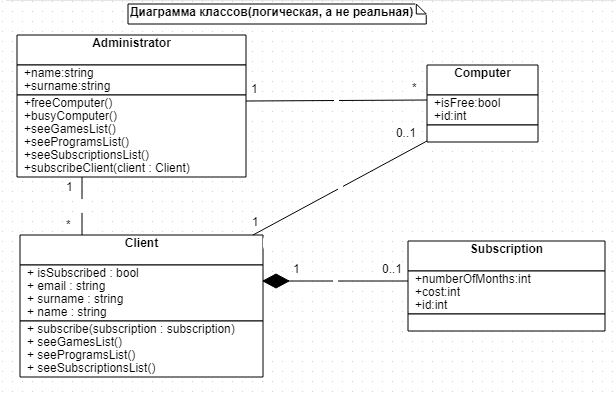 Диаграмма классов(логическая, а не реальная)
Administrator
+name:string
+surname:string
+freeComputer()
+busyComputer()
+seeGamesList()
+seeProgramsList()
+seeSubscriptionsList()
+subscribeClient(client : Client)
1
*
Computer
+isFree:bool
+id:int
0..1
1
1
*
Client
+ isSubscribed : bool
+ email : string
+ surname : string
+ name : string
+ subscribe(subscription : subscription)
+ seeGamesList()
+ seeProgramsList()
+ seeSubscriptionsList()
1
0..1
Subscription
+numberOfMonths:int
+cost:int
+id:int